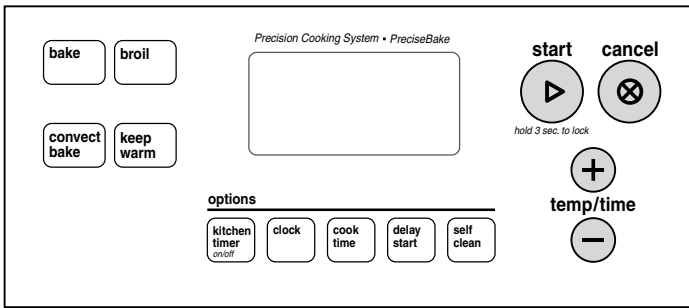 Precision Cooking System • PreciseBake
bake
broil
convect
bake
keep
warm
start
cancel
hold 3 sec. to lock
temp/time
options
kitchen
timer
on/off
clock
cook
time
delay
start
self
clean